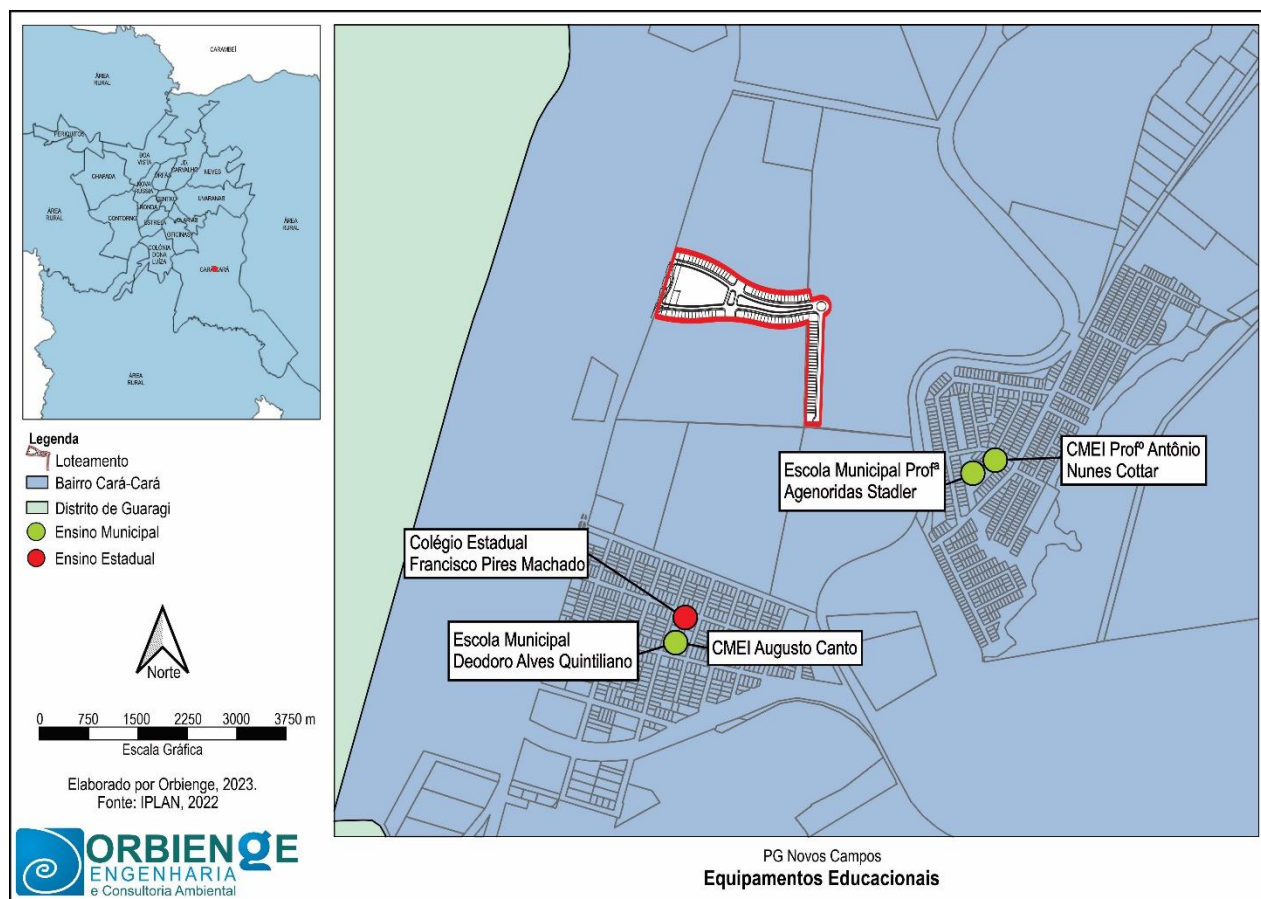 CARAMBEÍ
ÁREA
RURAL
PERIQUITOS
BOA
VISTA
JD.
CARVALHO
NEVES
ÓRFÃS
CHAPADA
NOVA
RÚSSIA
CENTRO
UVARANAS
ÁREA
RURAL
RONDA
CONTORNO
ESTRELA
OLARIAS
OFICINAS
ÁREA
RURAL
COLÔNIA
DONA
LUÍZA
CARÁ-CARÁ
ÁREA
RURAL
Legenda
Loteamento
Bairro Cará-Cará
Distrito de Guaragi
Ensino Municipal
Ensino Estadual
Norte
0 750 1500 2250 3000 3750 m
Escala Gráfica
Elaborado por Orbienge, 2023.
Fonte: IPLAN, 2022
ORBIENGE
ENGENHARIA
e Consultoria Ambiental
CMEI Profº Antônio
Nunes Cottar
Escola Municipal Profª
Agenoridas Stadler
Colégio Estadual
Francisco Pires Machado
Escola Municipal
Deodoro Alves Quintiliano
CMEI Augusto Canto
PG Novos Campos
Equipamentos Educacionais